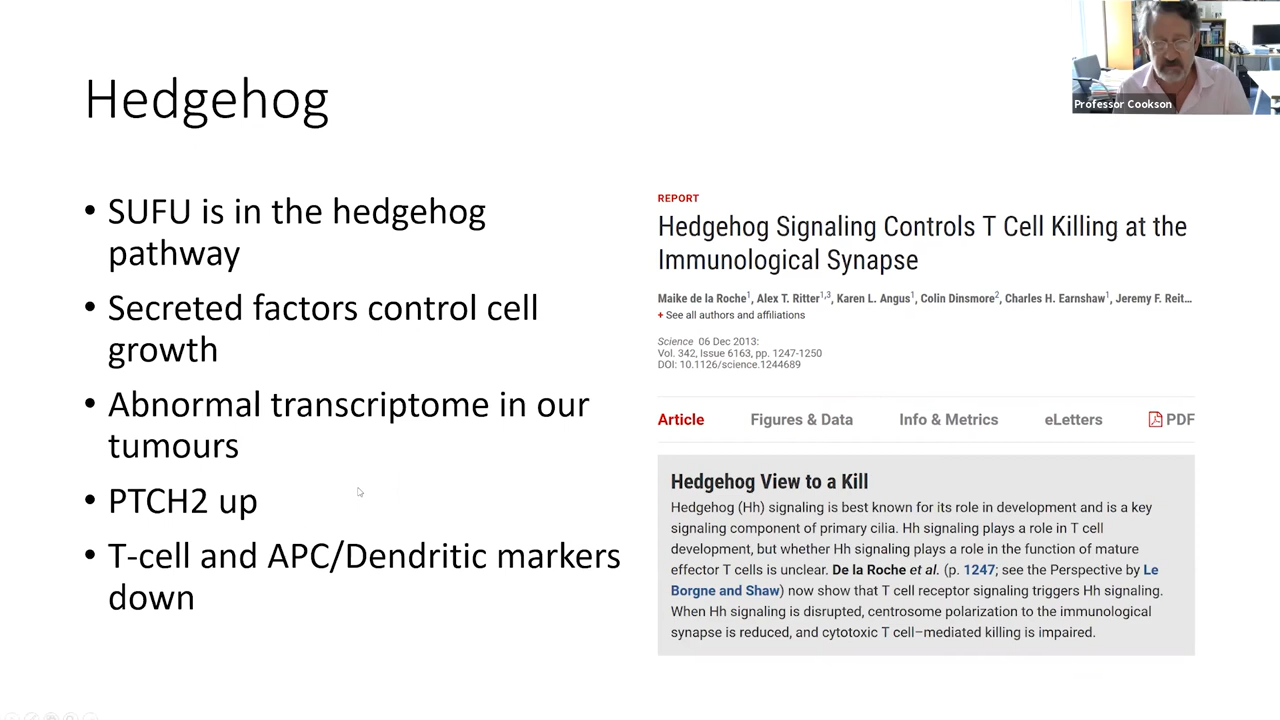 Professor Cookson
Hedgehog
• SUFU is in the hedgehog
pathway
• Secreted factors control cell
growth
• Abnormal transcriptome in our
tumours
• PTCH2 up
• T-cell and APC/Dendritic markers
down
REPORT
Hedgehog Signaling Controls T Cell Killing at the
Immunological Synapse
Maike de la Roche1, Alex T. Ritter1,3, Karen L. Angus1, Colin Dinsmore2, Charles H. Earnshaw1, Jeremy F. Reit…
+ See all authors and affiliations
Science 06 Dec 2013:
Vol. 342, Issue 6163, pp. 1247-1250
DOI: 10.1126/science.1244689
Article Figures & Data Info & Metrics eLetters PDF
Hedgehog View to a Kill
Hedgehog (Hh) signaling is best known for its role in development and is a key
signaling component of primary cilia. Hh signaling plays a role in T cell
development, but whether Hh signaling plays a role in the function of mature
effector T cells is unclear. De la Roche et al. (p. 1247; see the Perspective by Le
Borgne and Shaw) now show that T cell receptor signaling triggers Hh signaling.
When Hh signaling is disrupted, centrosome polarization to the immunological
synapse is reduced, and cytotoxic T cell–mediated killing is impaired.